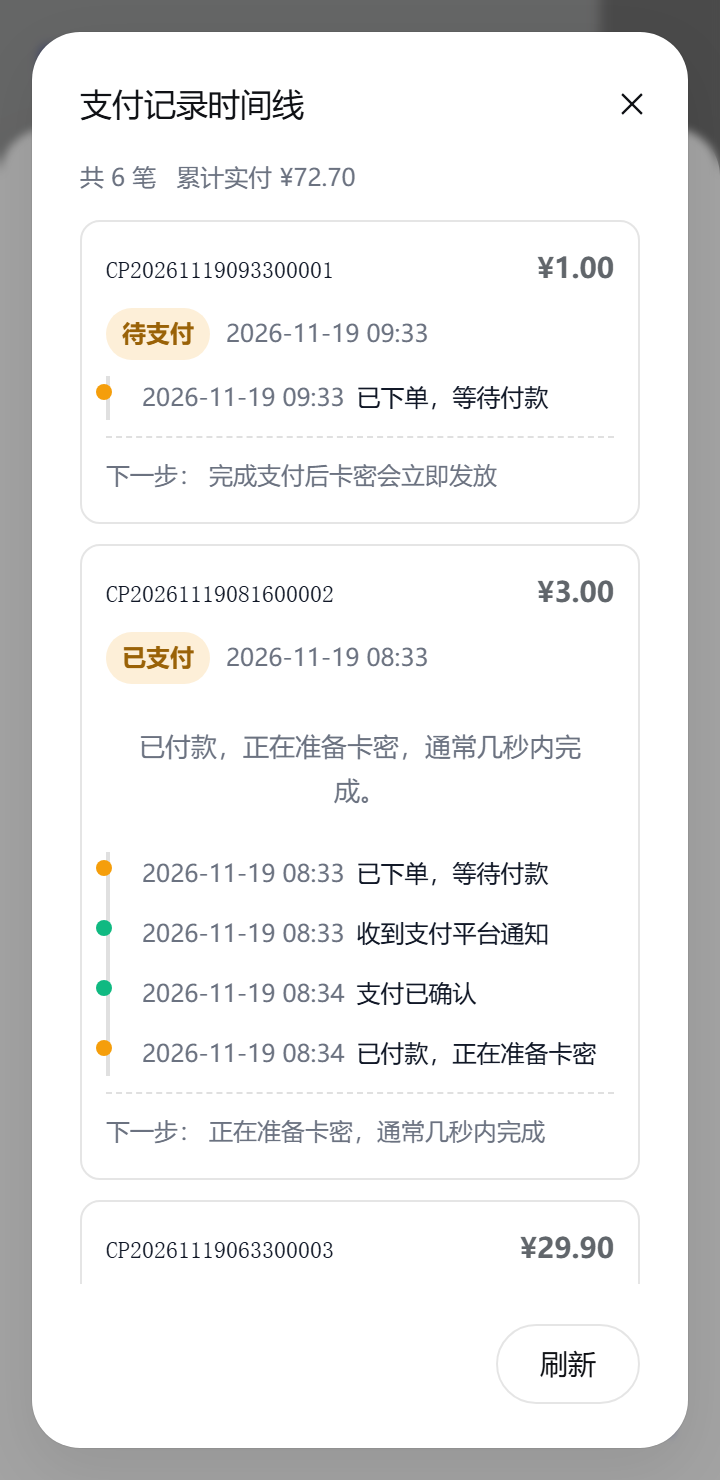 支付记录时间线
共 6 笔 累计实付 ¥72.70
CP20261119093300001 ¥1.00
待支付 2026-11-19 09:33
2026-11-19 09:33 已下单，等待付款
下一步： 完成支付后卡密会立即发放
CP20261119081600002 ¥3.00
已支付 2026-11-19 08:33
已付款，正在准备卡密，通常几秒内完
成。
2026-11-19 08:33 已下单，等待付款
2026-11-19 08:33 收到支付平台通知
2026-11-19 08:34 支付已确认
2026-11-19 08:34 已付款，正在准备卡密
下一步： 正在准备卡密，通常几秒内完成
CP20261119063300003 ¥29.90
刷新